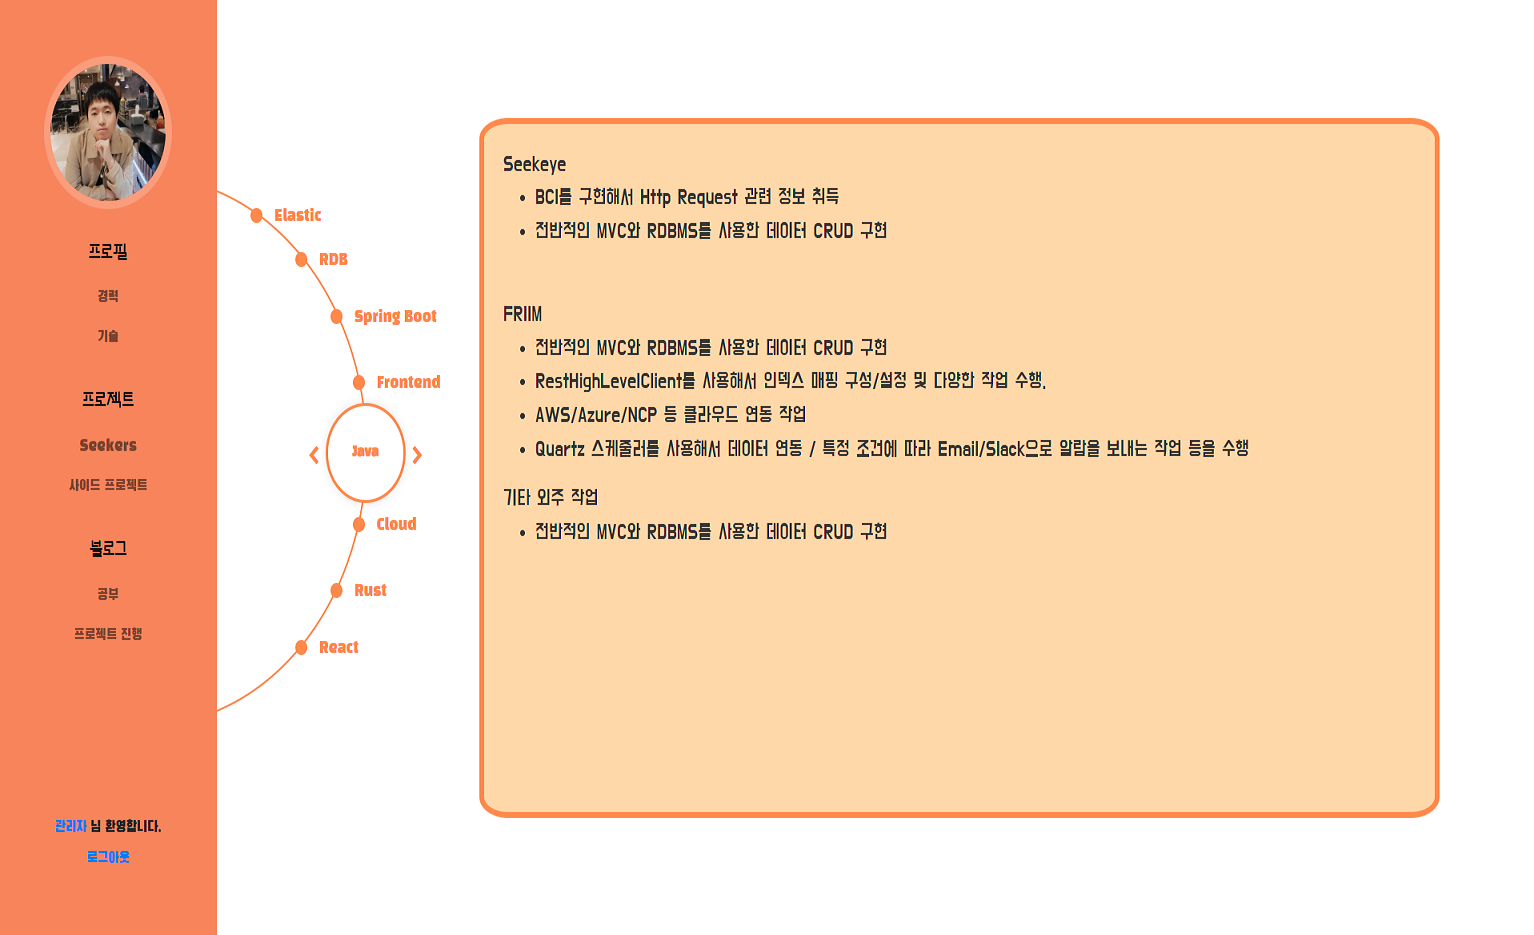 프로필
경력
기술
프로젝트
Seekers
사이드 프로젝트
블로그
공부
프로젝트 진행
관리자 님 환영합니다.
로그아웃
Elastic
RDB
Spring Boot
Frontend
Java
Cloud
Rust
React
Seekeye
• BCI를 구현해서 Http Request 관련 정보 취득
• 전반적인 MVC와 RDBMS를 사용한 데이터 CRUD 구현
FRIIM
• 전반적인 MVC와 RDBMS를 사용한 데이터 CRUD 구현
• RestHighLevelClient를 사용해서 인덱스 매핑 구성/설정 및 다양한 작업 수행.
• AWS/Azure/NCP 등 클라우드 연동 작업
• Quartz 스케줄러를 사용해서 데이터 연동 / 특정 조건에 따라 Email/Slack으로 알람을 보내는 작업 등을 수행
기타 외주 작업
• 전반적인 MVC와 RDBMS를 사용한 데이터 CRUD 구현